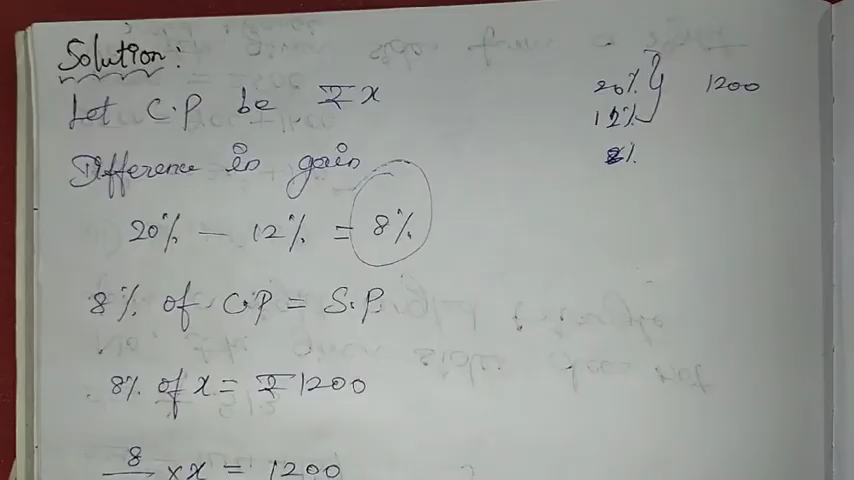 Solution:
Let C.P be ₹ x
Difference in gain
20% - 12% = 8%
8% of C.P = S.P.
8% of x = ₹ 1200
8
— × x = 1200
20% } 1200
12%
8%